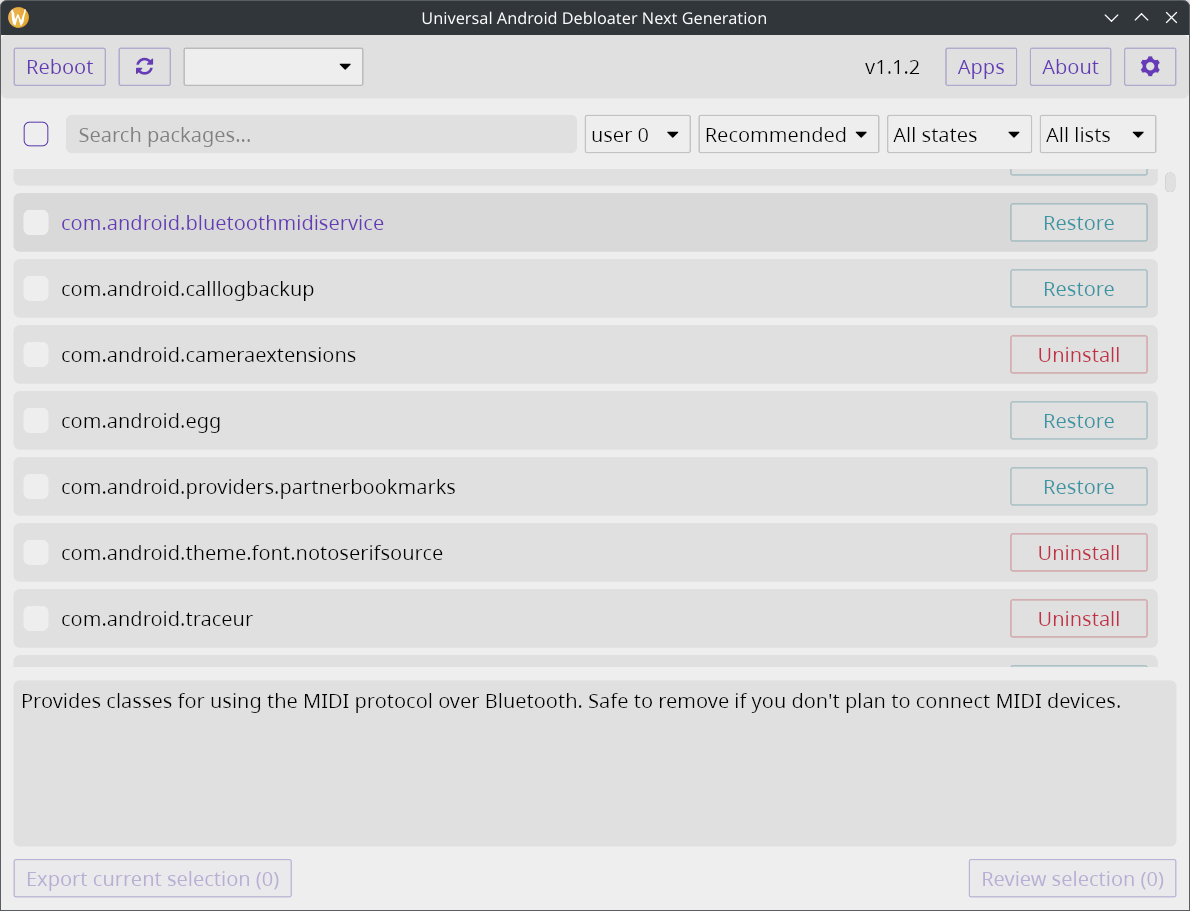 Universal Android Debloater Next Generation
Reboot
v1.1.2
Apps
About
Search packages...
user 0
Recommended
All states
All lists
com.android.bluetoothmidiservice
Restore
com.android.calllogbackup
Restore
com.android.cameraextensions
Uninstall
com.android.egg
Restore
com.android.providers.partnerbookmarks
Restore
com.android.theme.font.notoserifsource
Uninstall
com.android.traceur
Uninstall
Provides classes for using the MIDI protocol over Bluetooth. Safe to remove if you don't plan to connect MIDI devices.
Export current selection (0)
Review selection (0)